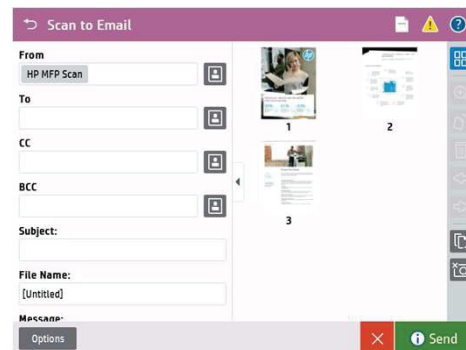 Scan to Email
From
HP MFP Scan
To
CC
BCC
Subject:
File Name:
[Untitled]
Message:
Options
1
2
3
Send